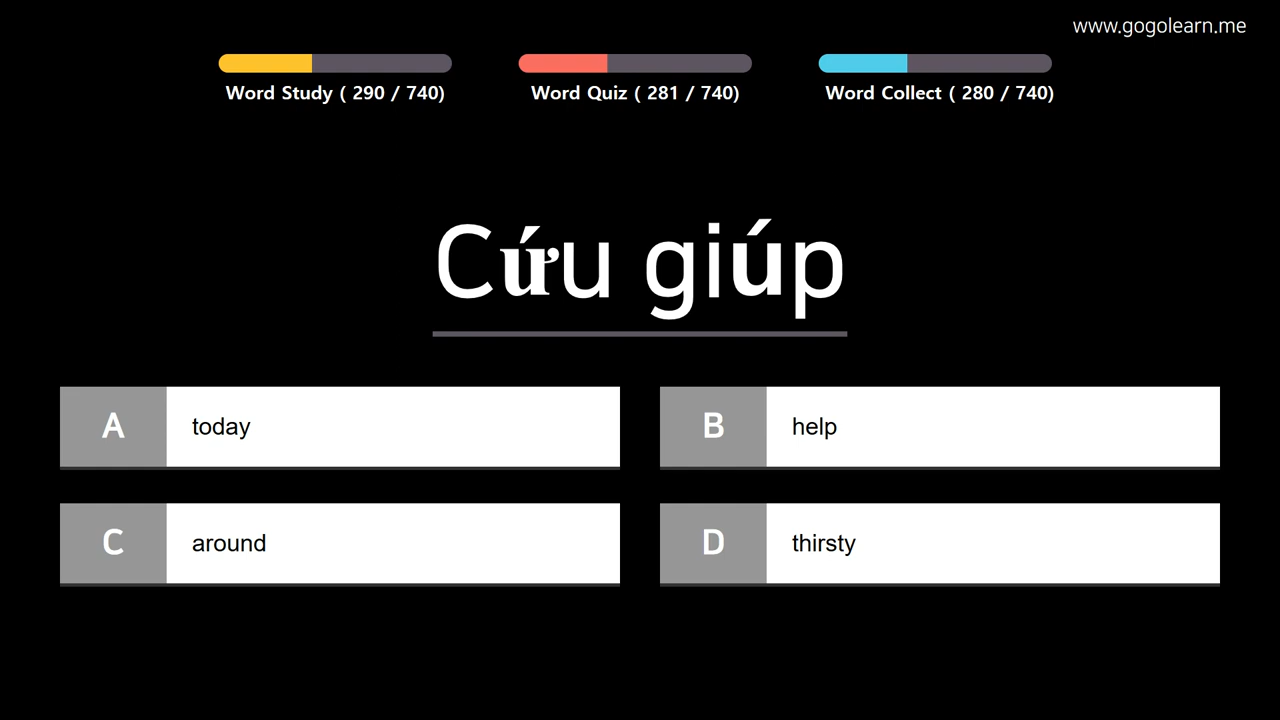 www.gogolearn.me
Word Study ( 290 / 740)
Word Quiz ( 281 / 740)
Word Collect ( 280 / 740)
Cứu giúp
A today
B help
C around
D thirsty